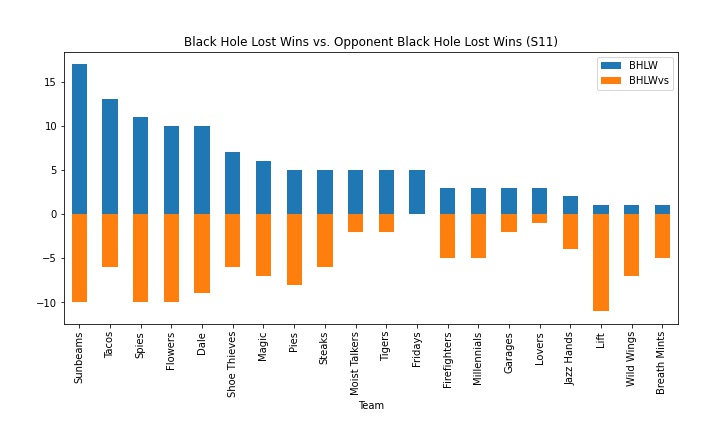 Black Hole Lost Wins vs. Opponent Black Hole Lost Wins (S11)
BHLW
BHLWvs
15
10
5
0
−5
−10
Sunbeams
Tacos
Spies
Flowers
Dale
Shoe Thieves
Magic
Pies
Steaks
Moist Talkers
Tigers
Fridays
Firefighters
Millennials
Garages
Lovers
Jazz Hands
Lift
Wild Wings
Breath Mints
Team